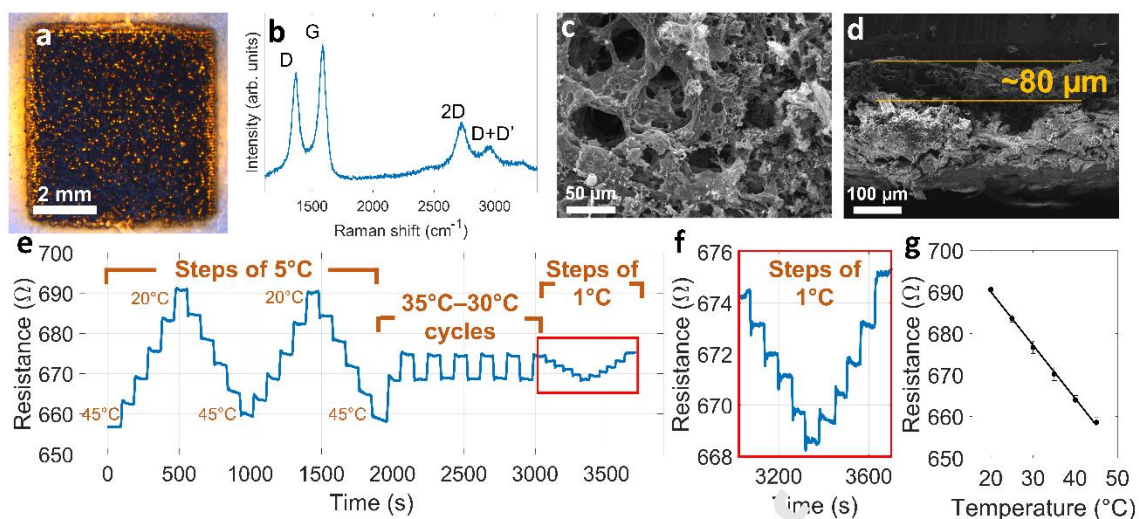 a
2 mm
b
Intensity (arb. units)
D
G
2D
D+D'
1500
2000
2500
3000
Raman shift (cm⁻¹)
c
50 µm
d
~80 µm
100 µm
e
Resistance (Ω)
700
690
680
670
660
650
Steps of 5°C
20°C
20°C
45°C
45°C
45°C
35°C–30°C
cycles
Steps of
1°C
0
500
1000
1500
2000
2500
3000
3500
Time (s)
f
Resistance (Ω)
676
674
672
670
668
Steps of
1°C
3200
3600
Time (s)
g
Resistance (Ω)
700
690
680
670
660
650
20
30
40
50
Temperature (°C)